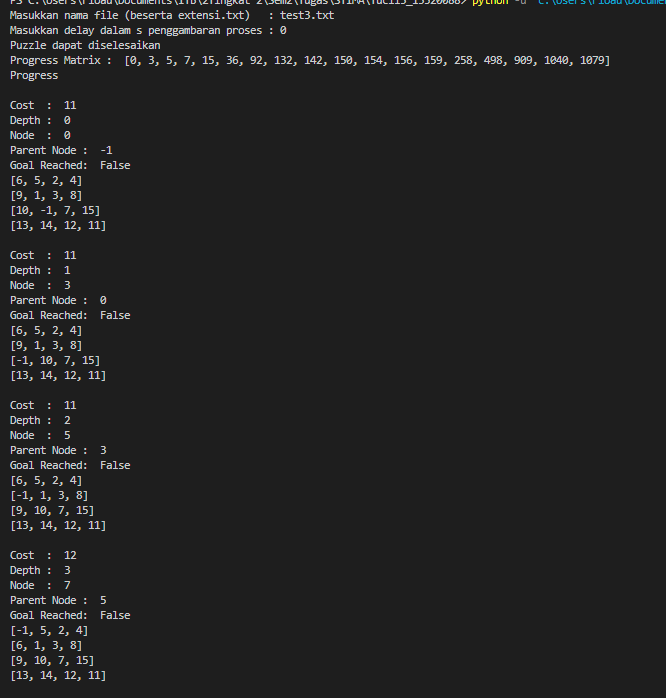 PS C:\Users\rioau\Documents\ITB\2Tingkat 2\Sem2\Tugas\STIMA\Tucil3_13520088> python -u "C:\Users\rioau\Docume
Masukkan nama file (beserta extensi.txt)   : test3.txt
Masukkan delay dalam s penggambaran proses : 0
Puzzle dapat diselesaikan
Progress Matrix :  [0, 3, 5, 7, 15, 36, 92, 132, 142, 150, 154, 156, 159, 258, 498, 909, 1040, 1079]
Progress
Cost  :  11
Depth :  0
Node  :  0
Parent Node :  -1
Goal Reached:  False
[6, 5, 2, 4]
[9, 1, 3, 8]
[10, -1, 7, 15]
[13, 14, 12, 11]
Cost  :  11
Depth :  1
Node  :  3
Parent Node :  0
Goal Reached:  False
[6, 5, 2, 4]
[9, 1, 3, 8]
[-1, 10, 7, 15]
[13, 14, 12, 11]
Cost  :  11
Depth :  2
Node  :  5
Parent Node :  3
Goal Reached:  False
[6, 5, 2, 4]
[-1, 1, 3, 8]
[9, 10, 7, 15]
[13, 14, 12, 11]
Cost  :  12
Depth :  3
Node  :  7
Parent Node :  5
Goal Reached:  False
[-1, 5, 2, 4]
[6, 1, 3, 8]
[9, 10, 7, 15]
[13, 14, 12, 11]